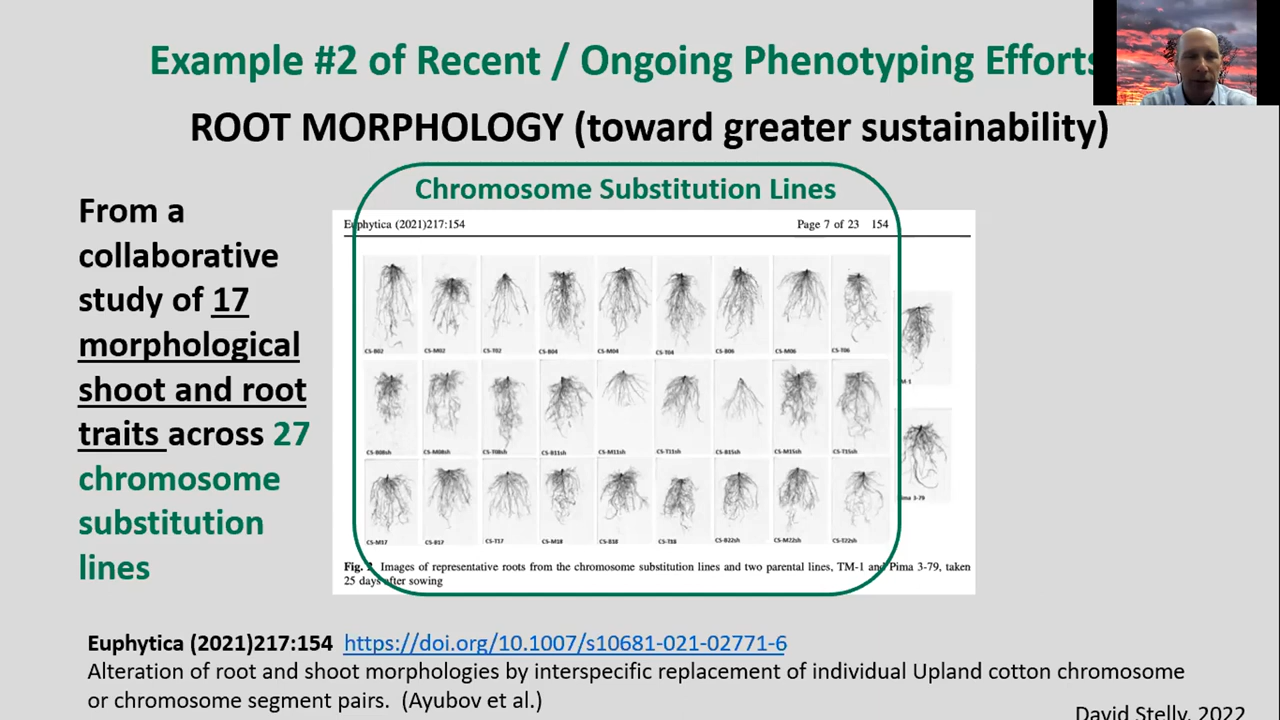 Example #2 of Recent / Ongoing Phenotyping Efforts
ROOT MORPHOLOGY (toward greater sustainability)
Chromosome Substitution Lines
From a
collaborative
study of 17
morphological
shoot and root
traits across 27
chromosome
substitution
lines
Euphytica (2021)217:154 Page 7 of 23 154
CS-B02 CS-M02 CS-T02 CS-B04 CS-M04 CS-T04 CS-B06 CS-M06 CS-T06
M-1
CS-B08sh CS-M08sh CS-T08sh CS-B11sh CS-M11sh CS-T11sh CS-B15sh CS-M15sh CS-T15sh
ima 3-79
CS-M17 CS-B17 CS-T17 CS-M18 CS-B18 CS-T18 CS-B22sh CS-M22sh CS-T22sh
Fig. Images of representative roots from the chromosome substitution lines and two parental lines, TM-1 and Pima 3-79, taken
25 days after sowing
Euphytica (2021)217:154 https://doi.org/10.1007/s10681-021-02771-6
Alteration of root and shoot morphologies by interspecific replacement of individual Upland cotton chromosome
or chromosome segment pairs. (Ayubov et al.)
David Stelly, 2022